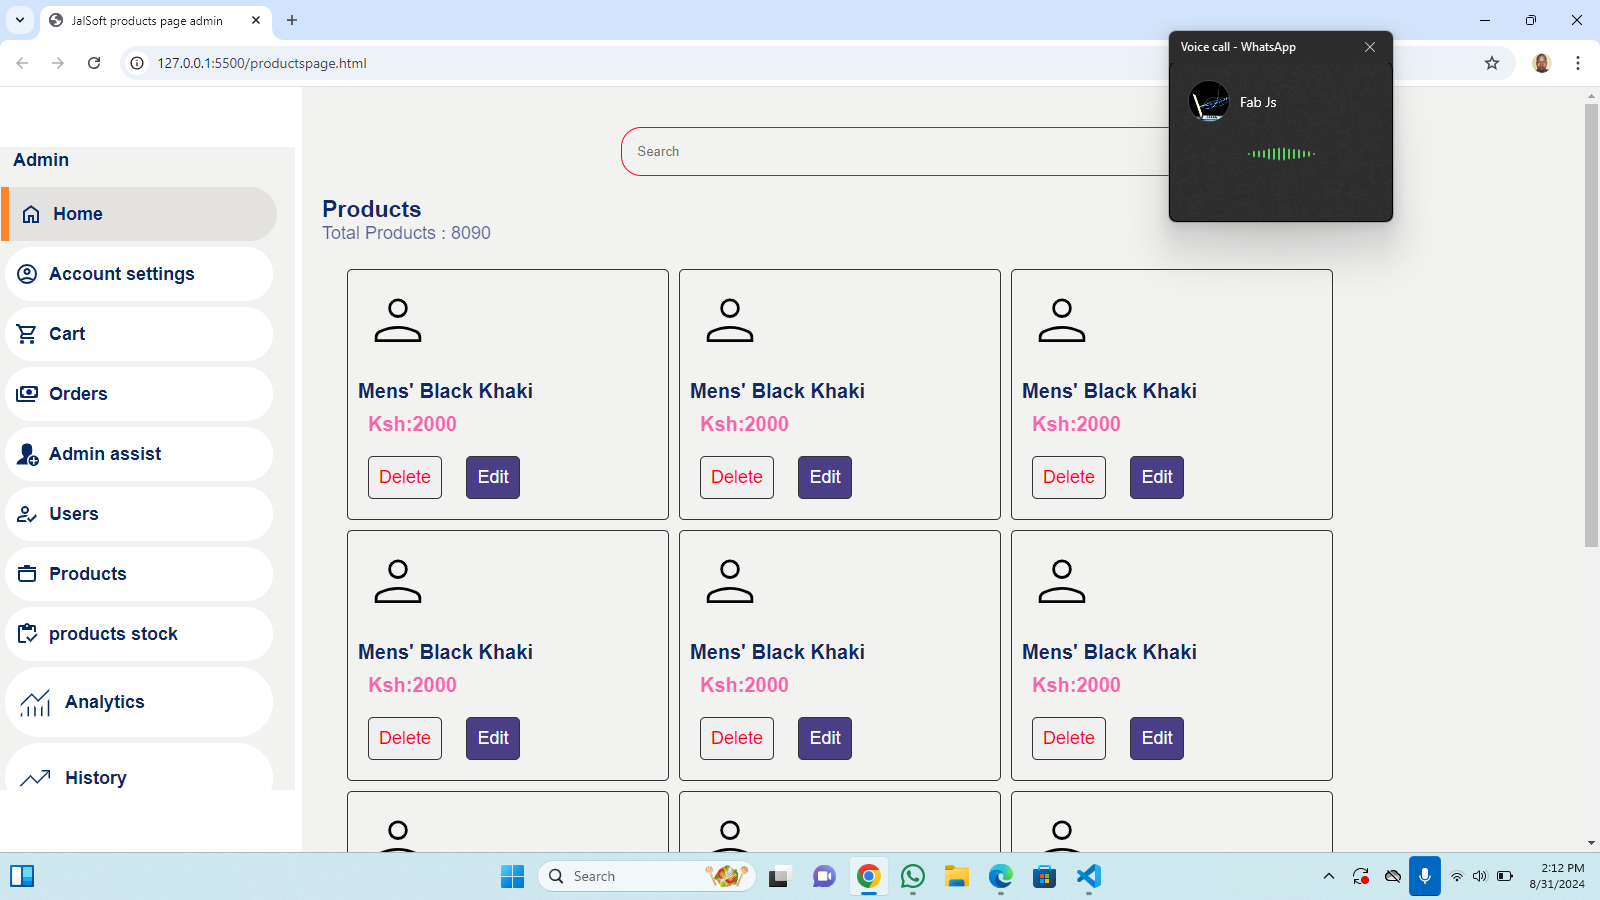 JalSoft products page admin
127.0.0.1:5500/productspage.html
Voice call - WhatsApp
Fab Js
Admin
Home
Account settings
Cart
Orders
Admin assist
Users
Products
products stock
Analytics
History
Search
Products
Total Products : 8090
Mens' Black Khaki
Ksh:2000
Delete Edit
Mens' Black Khaki
Ksh:2000
Delete Edit
Mens' Black Khaki
Ksh:2000
Delete Edit
Mens' Black Khaki
Ksh:2000
Delete Edit
Mens' Black Khaki
Ksh:2000
Delete Edit
Mens' Black Khaki
Ksh:2000
Delete Edit
Search
2:12 PM
8/31/2024